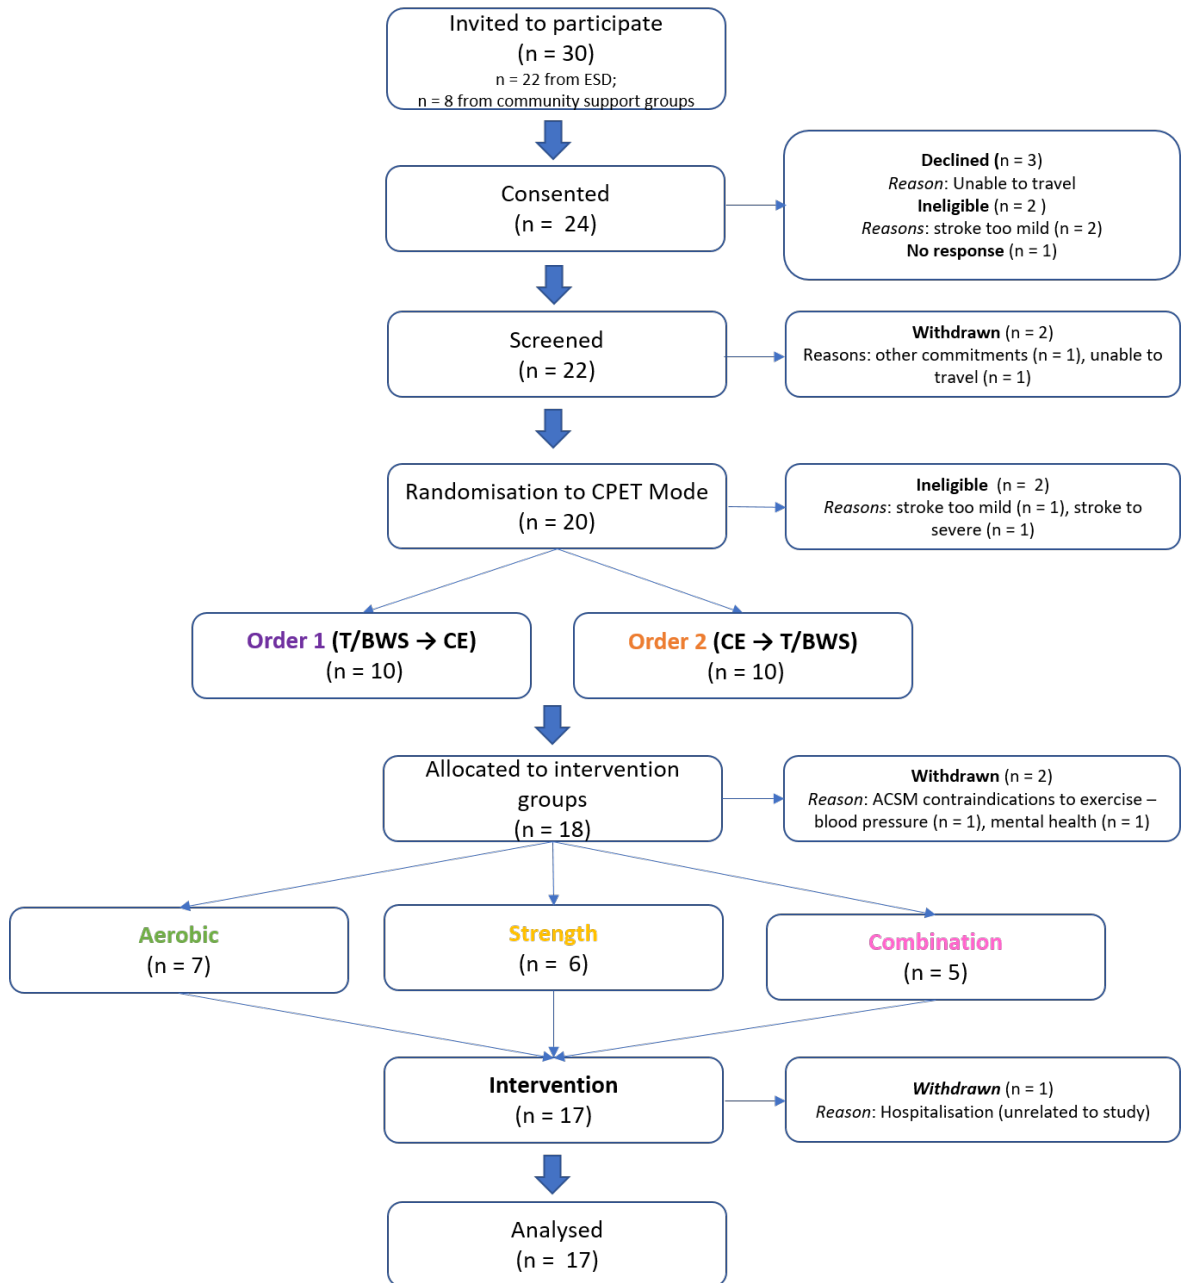 Invited to participate
(n = 30)
n = 22 from ESD;
n = 8 from community support groups
Consented
(n = 24)
Declined (n = 3)
Reason: Unable to travel
Ineligible (n = 2 )
Reasons: stroke too mild (n = 2)
No response (n = 1)
Screened
(n = 22)
Withdrawn (n = 2)
Reasons: other commitments (n = 1), unable to
travel (n = 1)
Randomisation to CPET Mode
(n = 20)
Ineligible (n = 2)
Reasons: stroke too mild (n = 1), stroke to
severe (n = 1)
Order 1 (T/BWS → CE)
(n = 10)
Order 2 (CE → T/BWS)
(n = 10)
Allocated to intervention
groups
(n = 18)
Withdrawn (n = 2)
Reason: ACSM contraindications to exercise –
blood pressure (n = 1), mental health (n = 1)
Aerobic
(n = 7)
Strength
(n = 6)
Combination
(n = 5)
Intervention
(n = 17)
Withdrawn (n = 1)
Reason: Hospitalisation (unrelated to study)
Analysed
(n = 17)